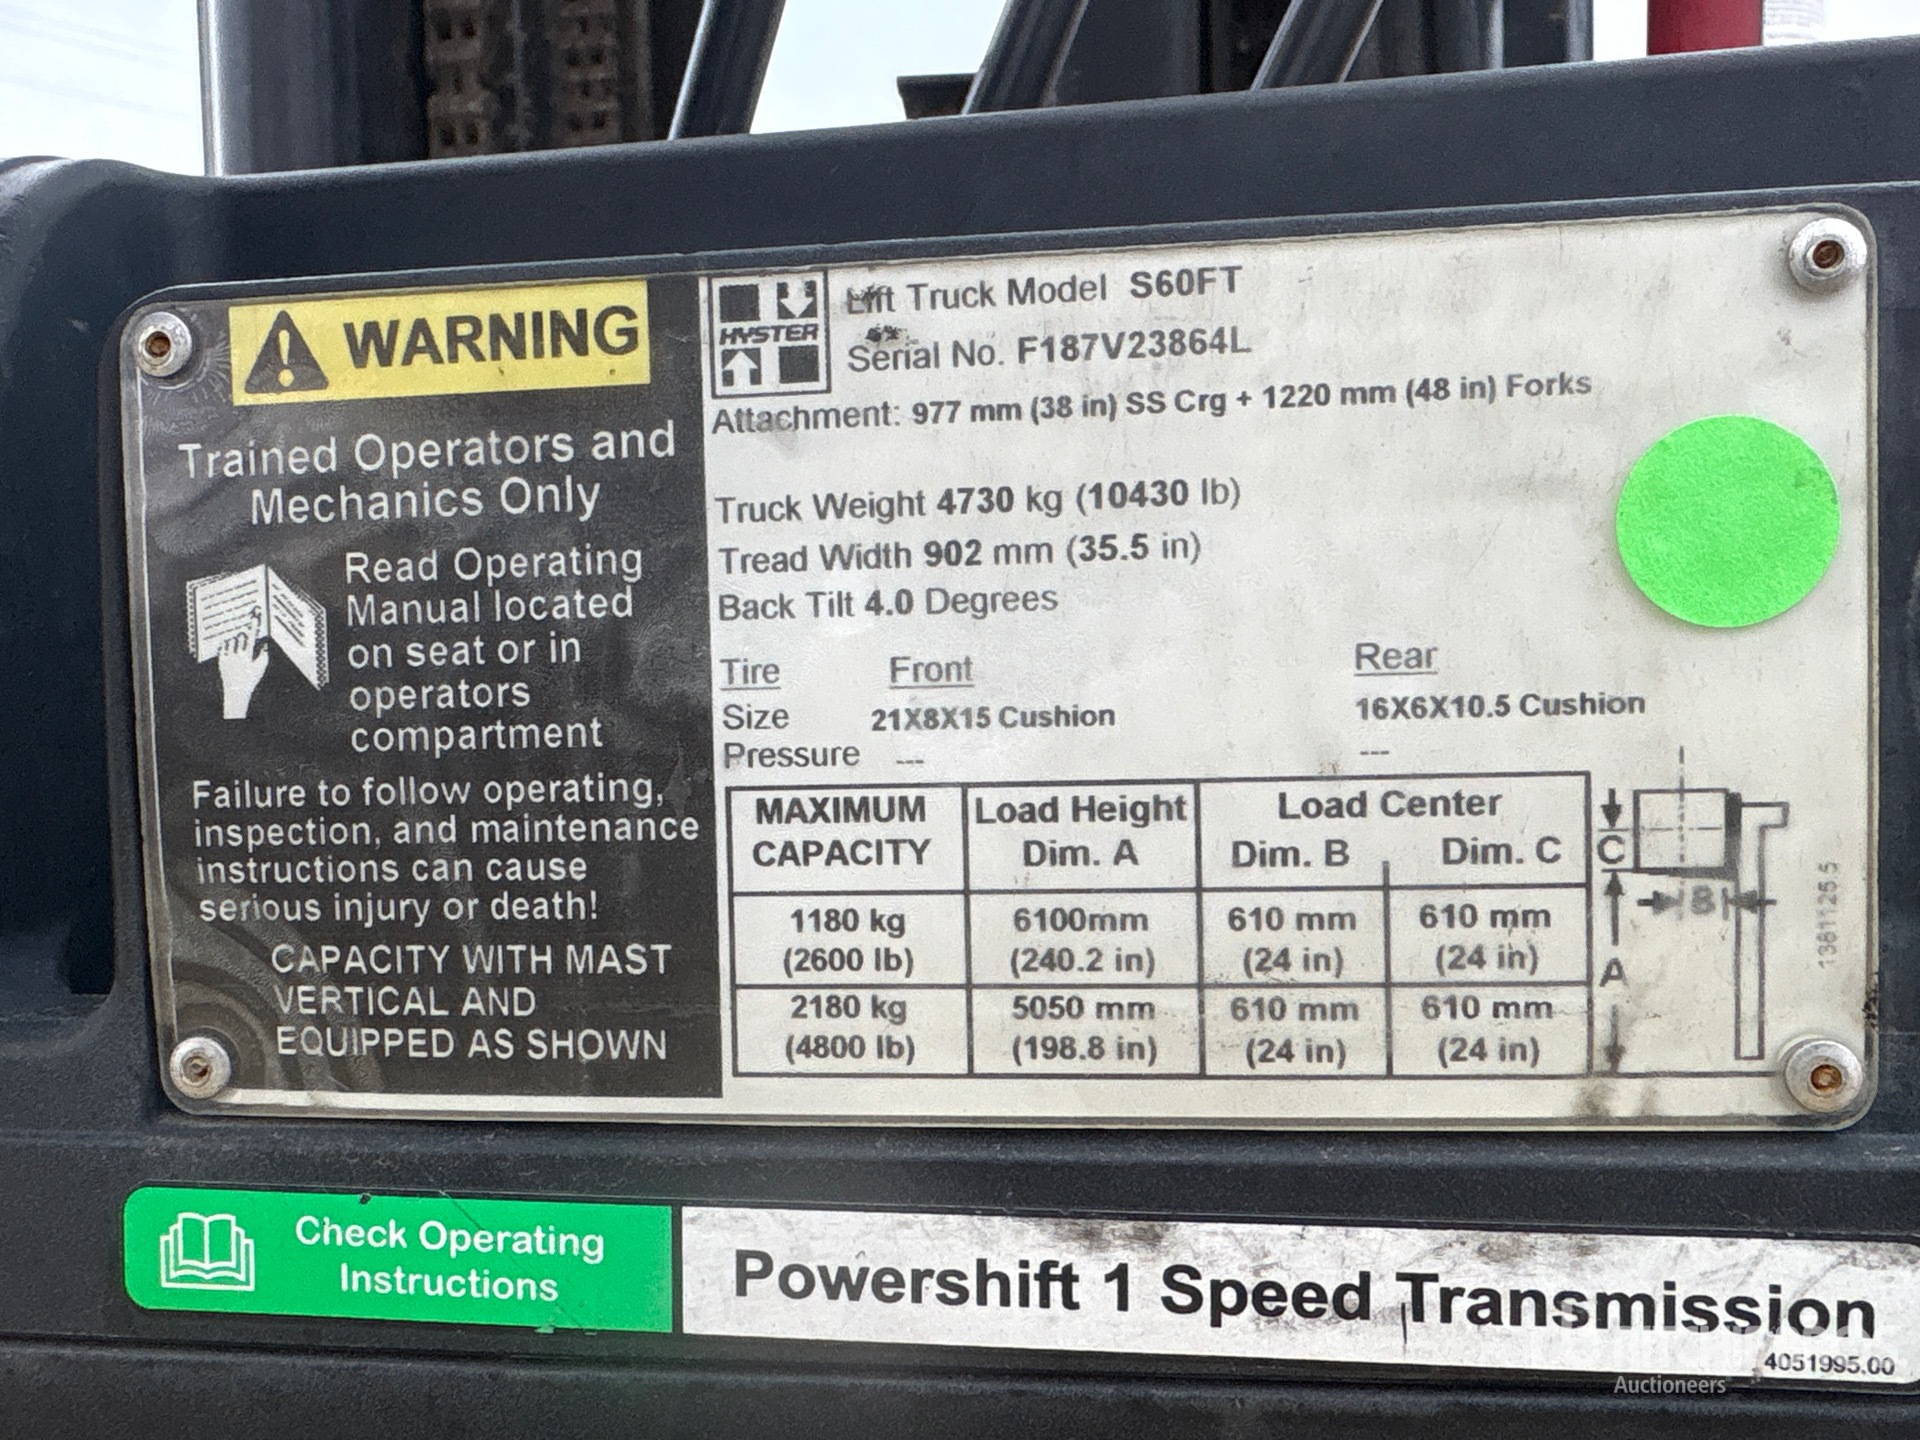 WARNING
Trained Operators and
Mechanics Only
Read Operating
Manual located
on seat or in
operators
compartment
Failure to follow operating,
inspection, and maintenance
instructions can cause
serious injury or death!
CAPACITY WITH MAST
VERTICAL AND
EQUIPPED AS SHOWN
HYSTER
Lift Truck Model S60FT
Serial No. F187V23864L
Attachment: 977 mm (38 in) SS Crg + 1220 mm (48 in) Forks
Truck Weight 4730 kg (10430 lb)
Tread Width 902 mm (35.5 in)
Back Tilt 4.0 Degrees
Tire Front Rear
Size 21X8X15 Cushion 16X6X10.5 Cushion
Pressure --- ---
MAXIMUM CAPACITY Load Height Dim. A Load Center Dim. B Dim. C
1180 kg 6100mm 610 mm 610 mm
(2600 lb) (240.2 in) (24 in) (24 in)
2180 kg 5050 mm 610 mm 610 mm
(4800 lb) (198.8 in) (24 in) (24 in)
C
B
A
Check Operating
Instructions
Powershift 1 Speed Transmission
4051995.00
Auctioneers